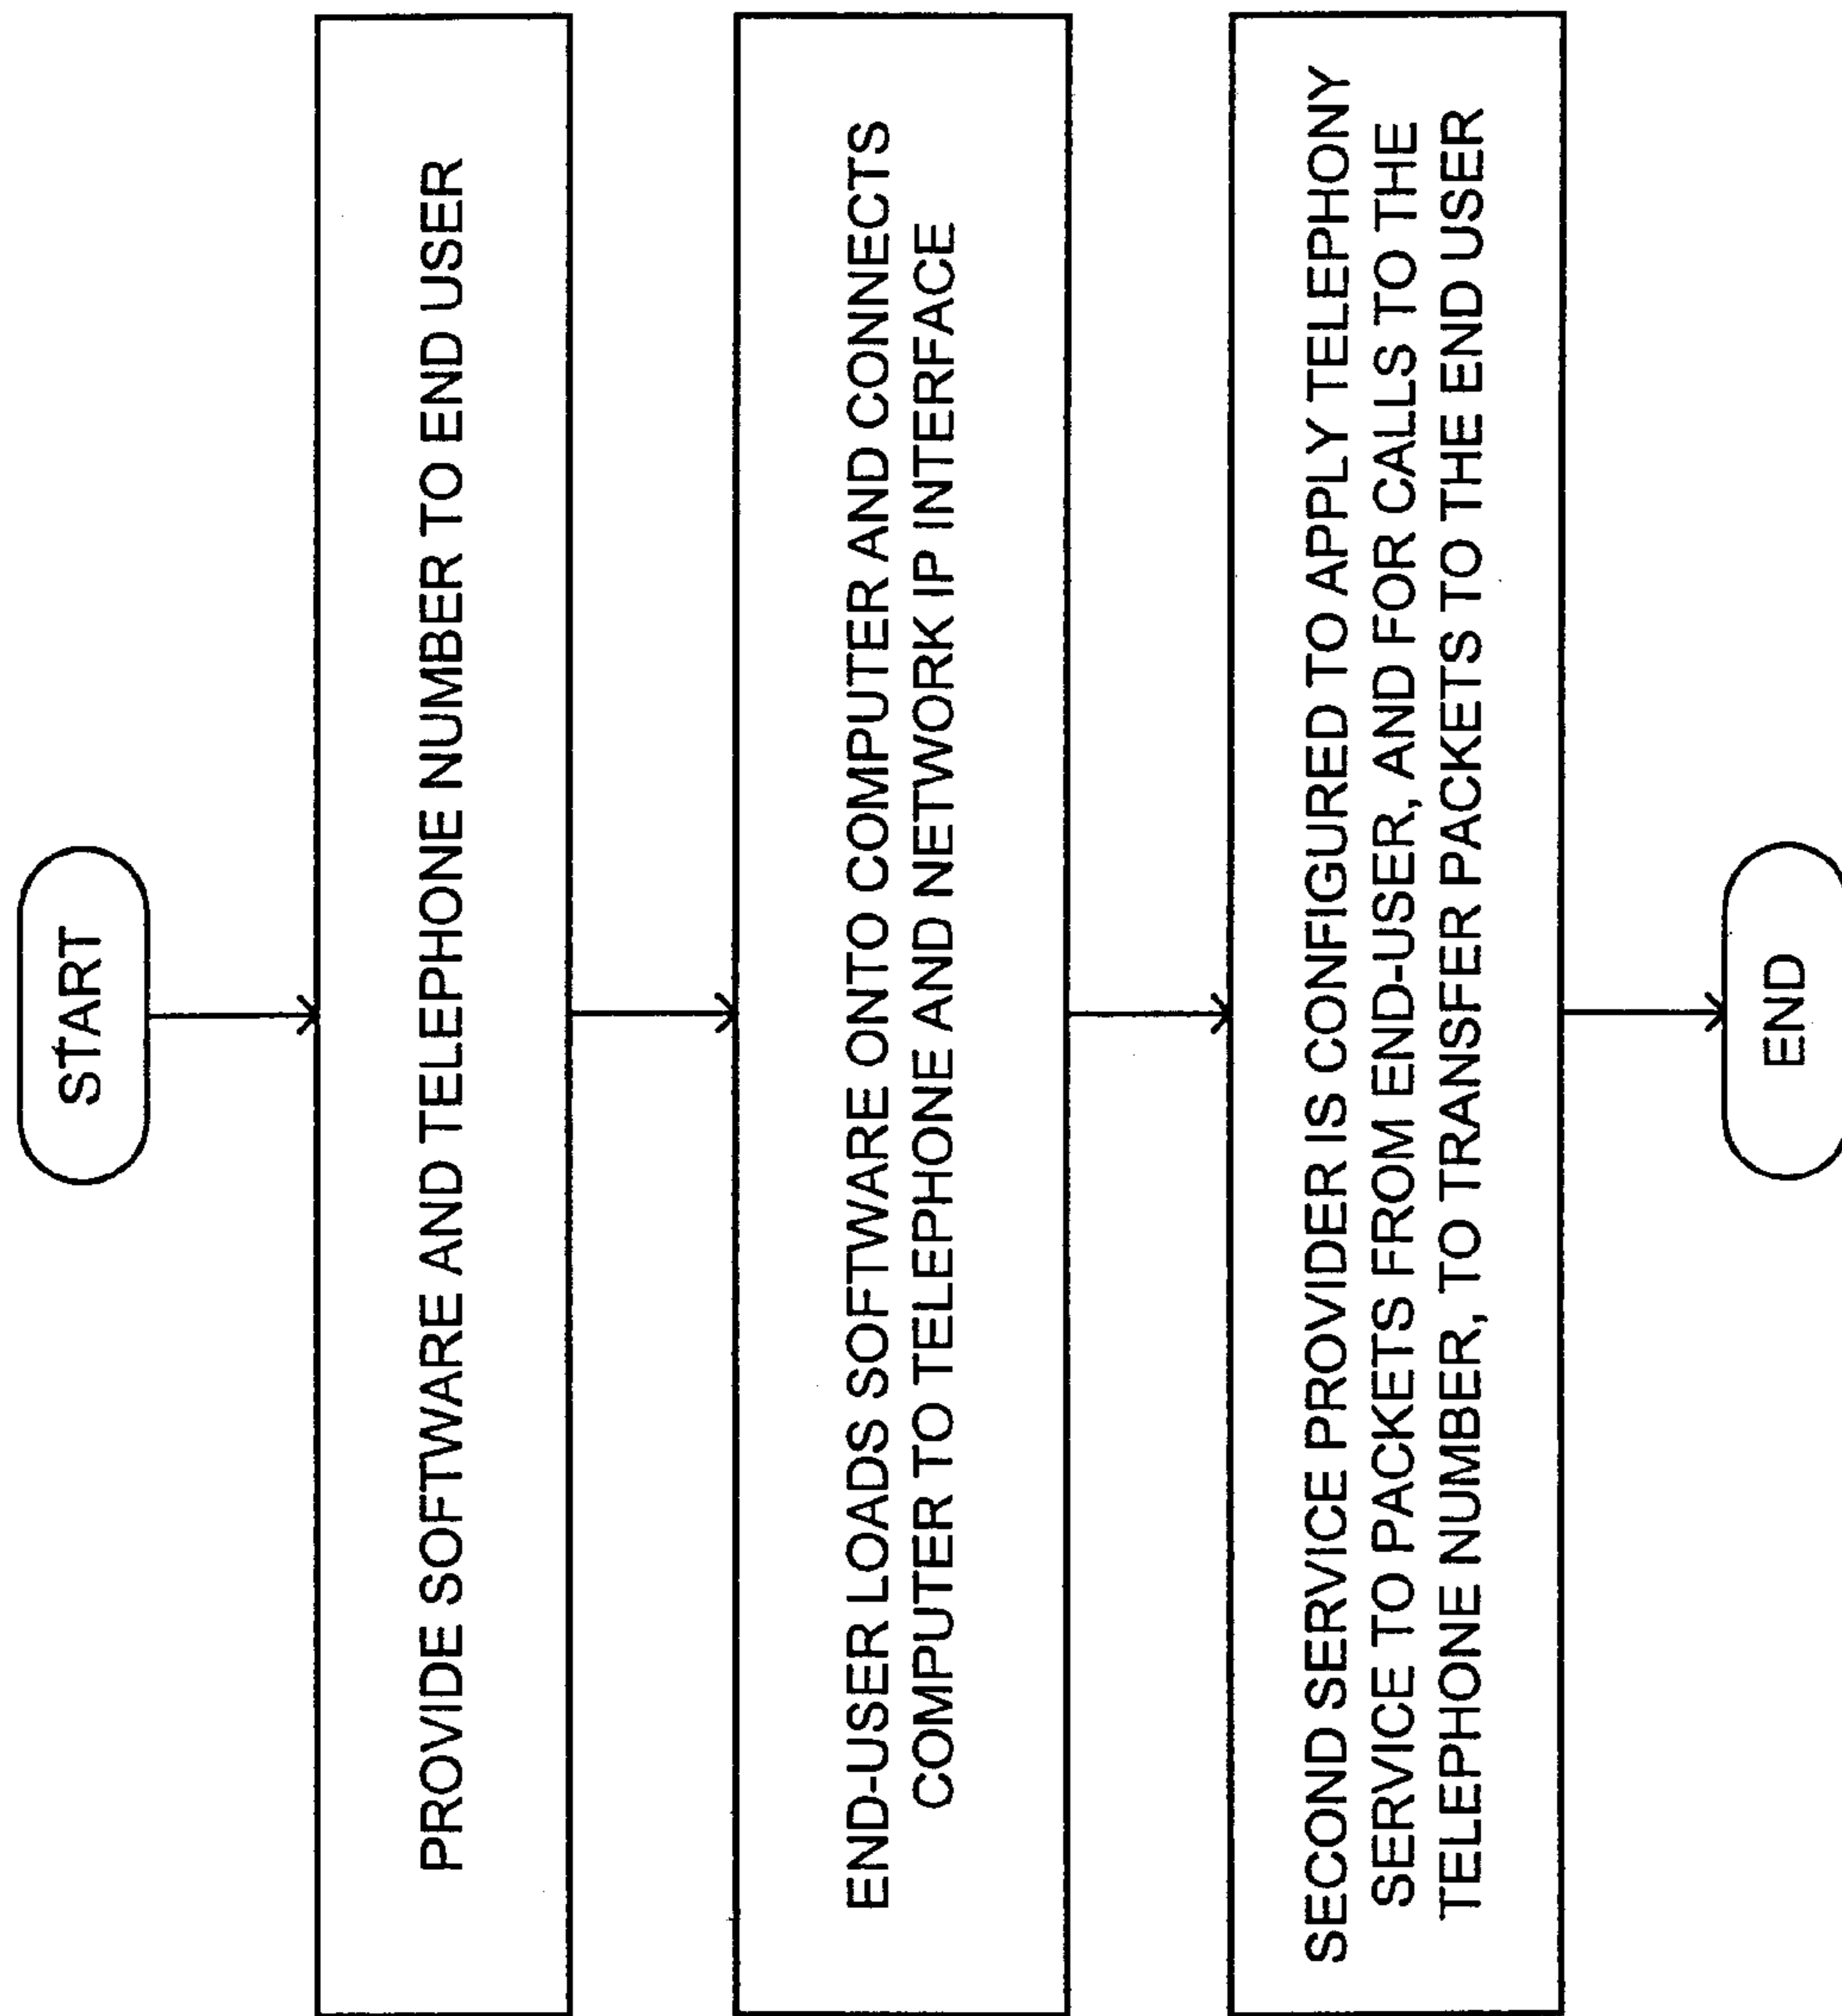 START
PROVIDE SOFTWARE AND TELEPHONE NUMBER TO END USER
END-USER LOADS SOFTWARE ONTO COMPUTER AND CONNECTS
COMPUTER TO TELEPHONE AND NETWORK IP INTERFACE
SECOND SERVICE PROVIDER IS CONFIGURED TO APPLY TELEPHONY
SERVICE TO PACKETS FROM END-USER, AND FOR CALLS TO THE
TELEPHONE NUMBER, TO TRANSFER PACKETS TO THE END USER
END